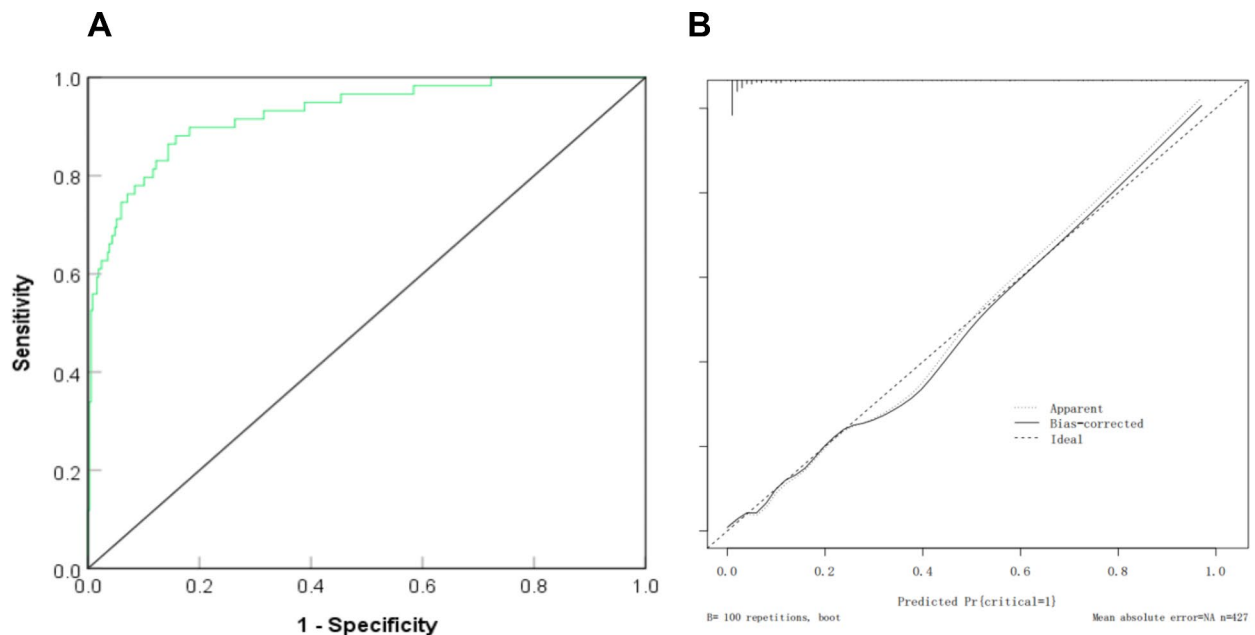 A
B
1.0
0.8
0.6
0.4
0.2
0.0
Sensitivity
0.0 0.2 0.4 0.6 0.8 1.0
1 - Specificity
Apparent
Bias-corrected
Ideal
0.0 0.2 0.4 0.6 0.8 1.0
Predicted Pr{critical=1}
B= 100 repetitions, boot
Mean absolute error=NA n=427